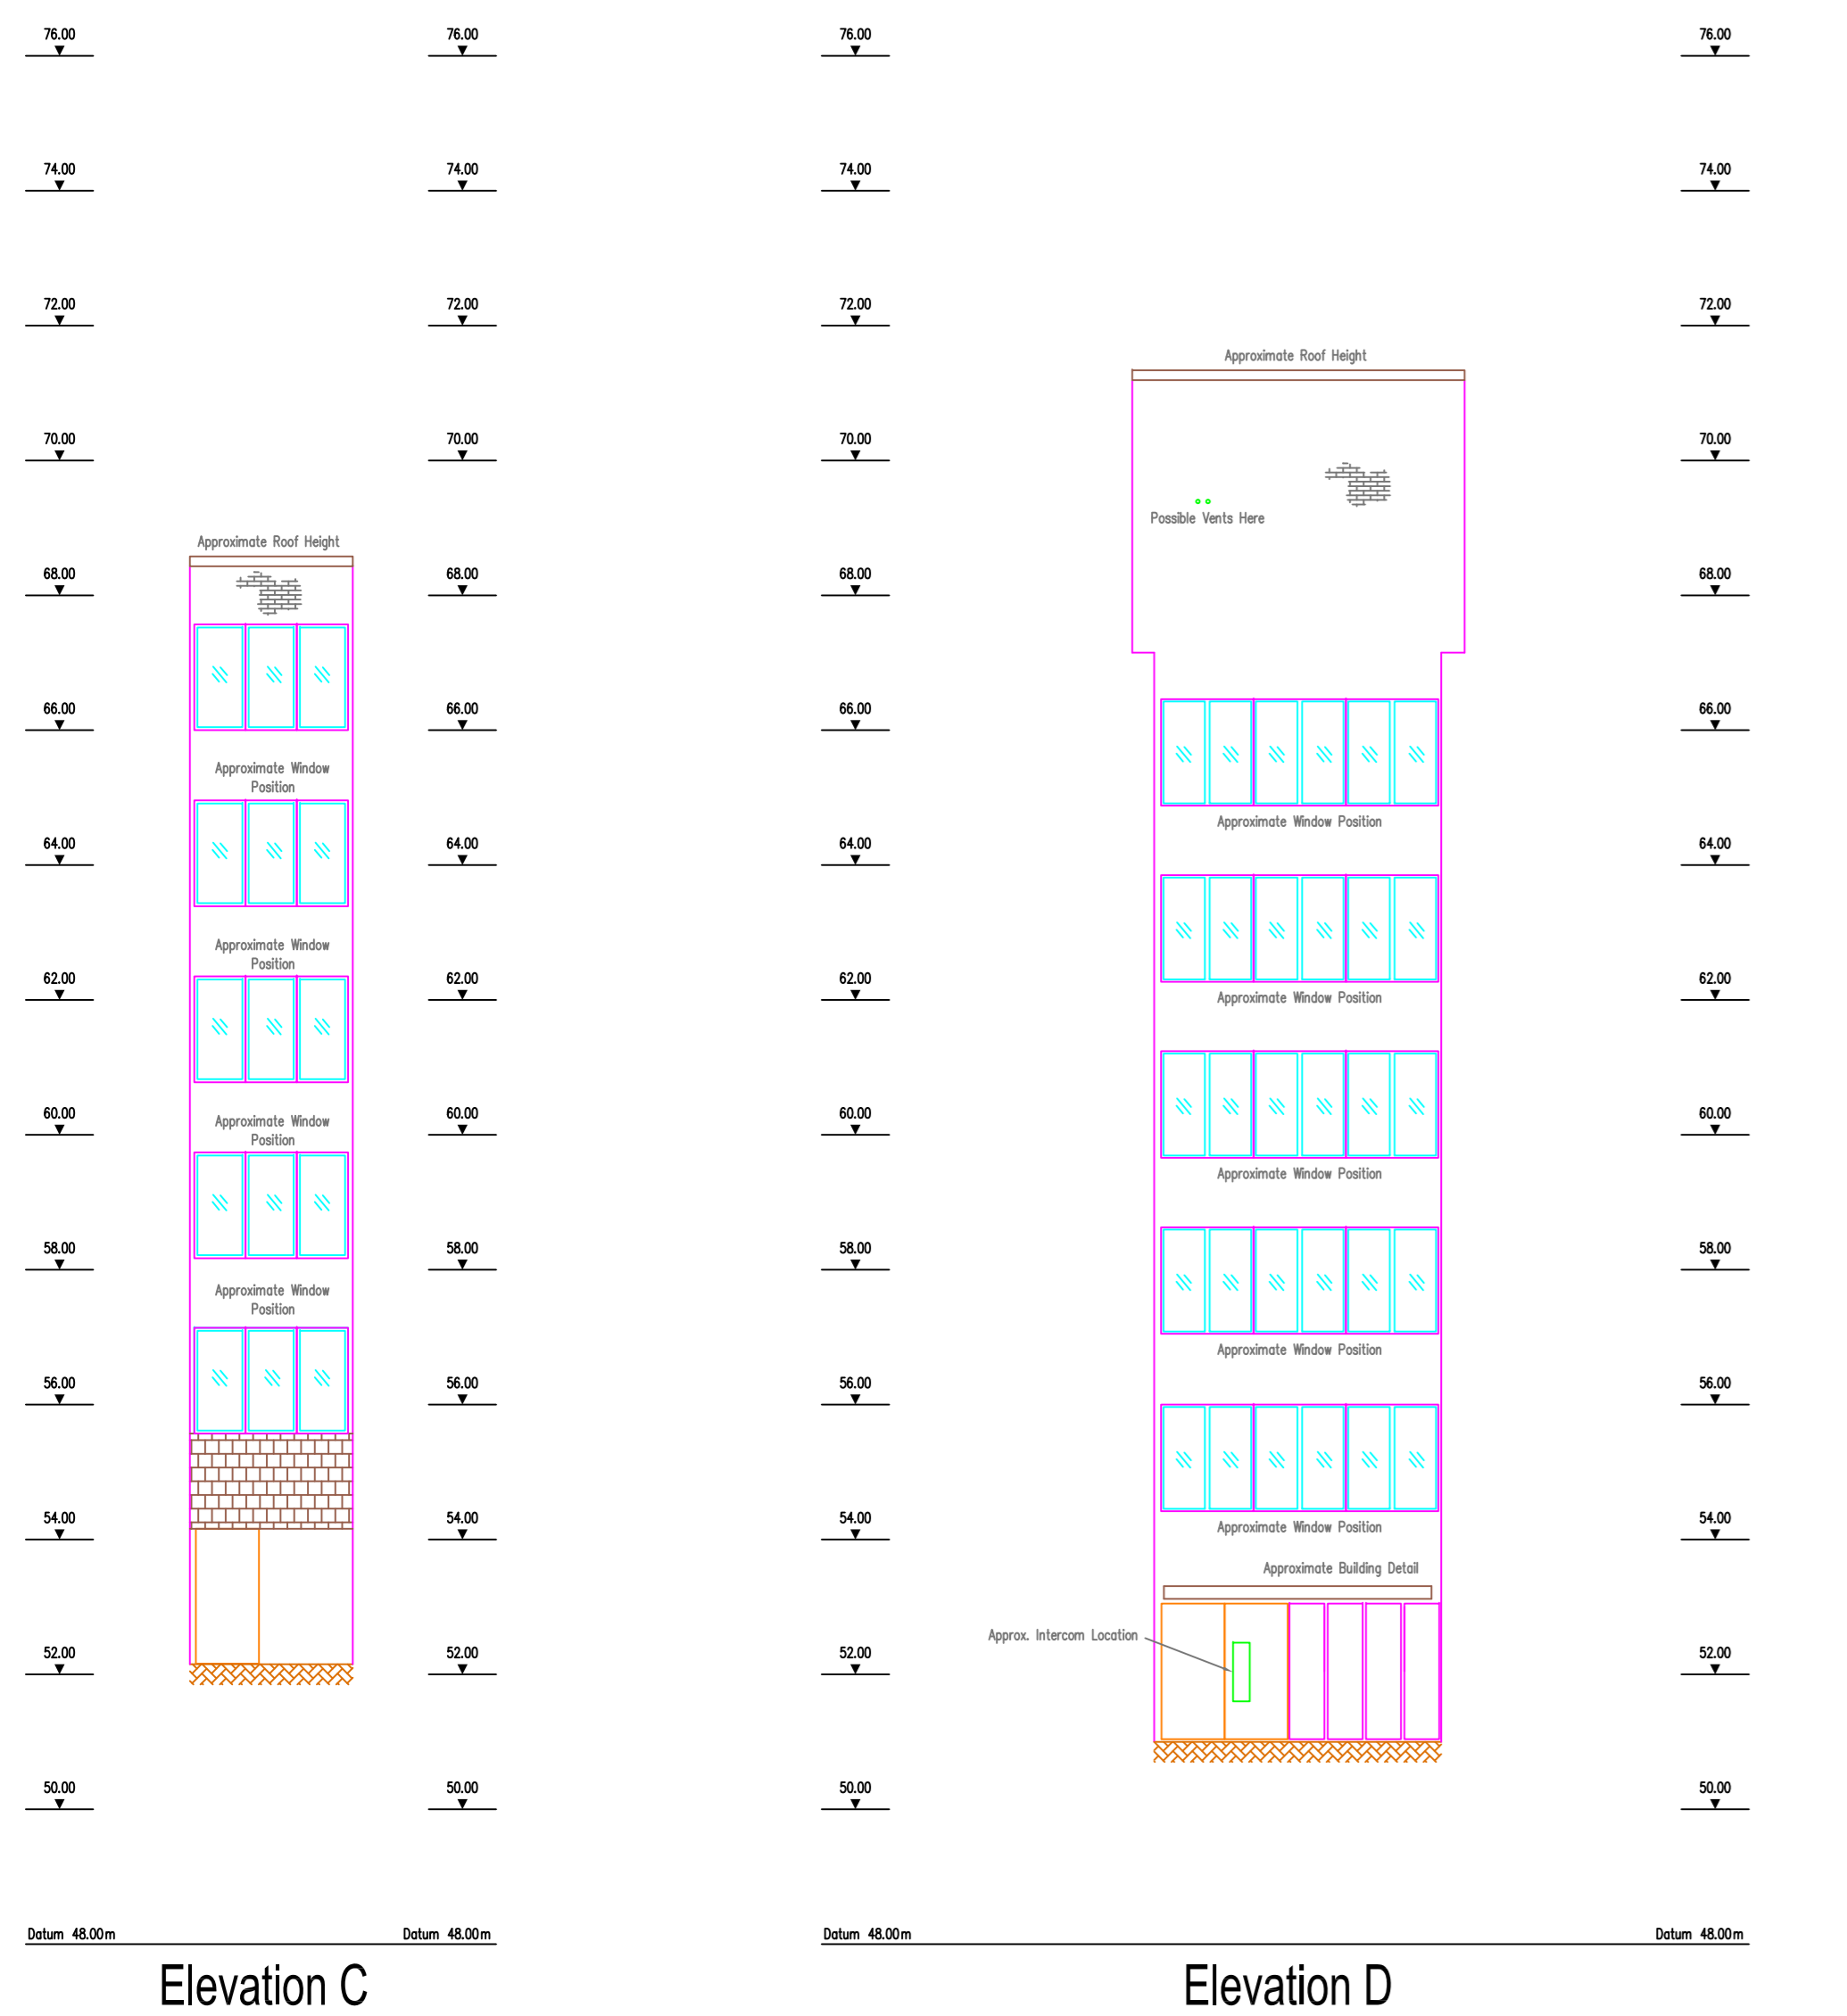 76.00 76.00 76.00 76.00
74.00 74.00 74.00 74.00
72.00 72.00 72.00 72.00
Approximate Roof Height
70.00 70.00 70.00 70.00
Possible Vents Here
Approximate Roof Height
68.00 68.00 68.00 68.00
66.00 66.00 66.00 66.00
Approximate Window
Position
Approximate Window Position
64.00 64.00 64.00 64.00
Approximate Window
Position
62.00 62.00 62.00 62.00
Approximate Window Position
60.00 60.00 60.00 60.00
Approximate Window
Position
Approximate Window Position
58.00 58.00 58.00 58.00
Approximate Window
Position
Approximate Window Position
56.00 56.00 56.00 56.00
54.00 54.00 54.00 54.00
Approximate Window Position
Approximate Building Detail
Approx. Intercom Location
52.00 52.00 52.00 52.00
50.00 50.00 50.00 50.00
Datum 48.00m Datum 48.00m Datum 48.00m Datum 48.00m
Elevation C Elevation D